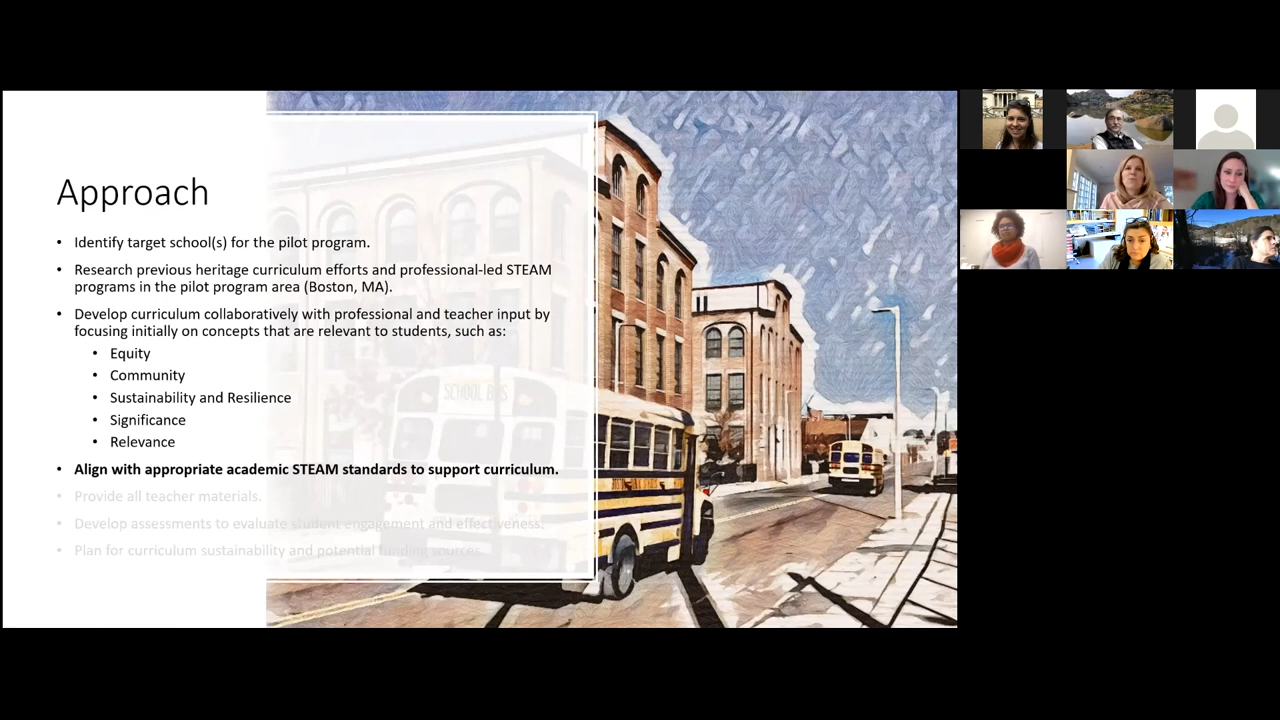 Approach
• Identify target school(s) for the pilot program.
• Research previous heritage curriculum efforts and professional-led STEAM
programs in the pilot program area (Boston, MA).
• Develop curriculum collaboratively with professional and teacher input by
focusing initially on concepts that are relevant to students, such as:
• Equity
• Community
• Sustainability and Resilience
• Significance
• Relevance
• Align with appropriate academic STEAM standards to support curriculum.
• Provide all teacher materials.
• Develop assessments to evaluate student engagement and effectiveness.
• Plan for curriculum sustainability and potential funding sources.
SCHOOL BUS